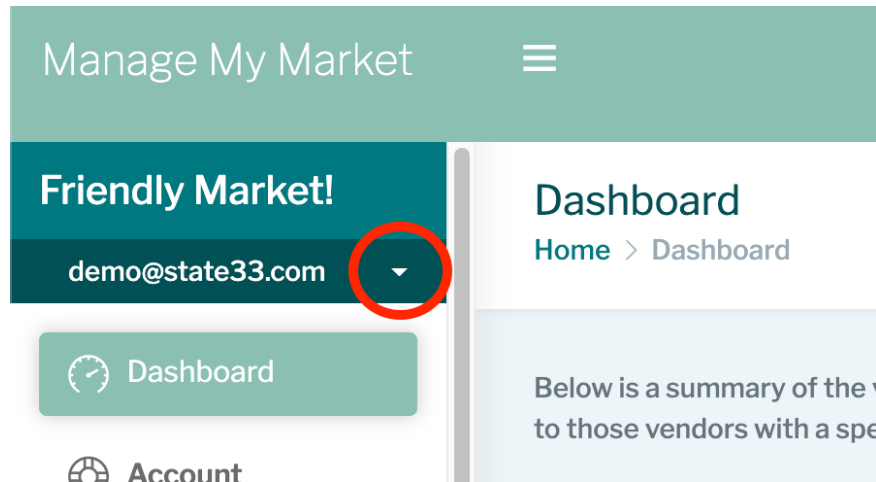 Manage My Market
Friendly Market!
demo@state33.com
Dashboard
Account
Dashboard
Home > Dashboard
Below is a summary of the
to those vendors with a